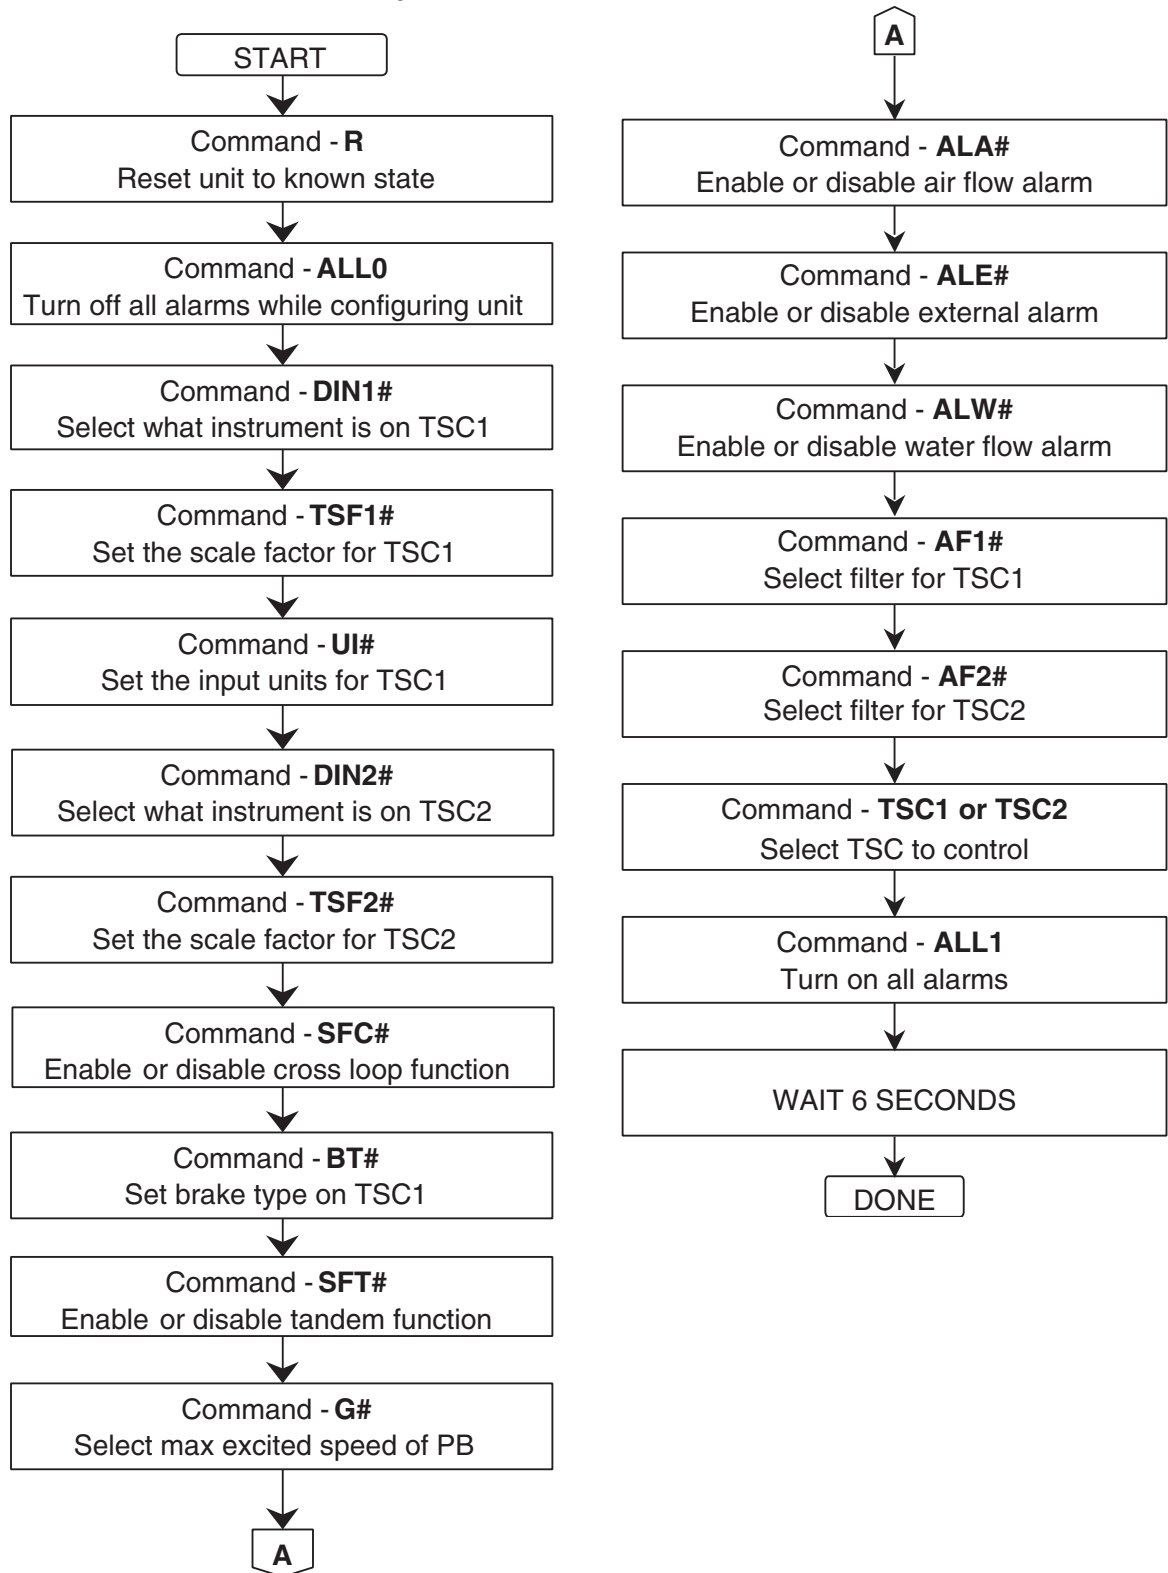 START
Command - R
Reset unit to known state
Command - ALL0
Turn off all alarms while configuring unit
Command - DIN1#
Select what instrument is on TSC1
Command - TSF1#
Set the scale factor for TSC1
Command - UI#
Set the input units for TSC1
Command - DIN2#
Select what instrument is on TSC2
Command - TSF2#
Set the scale factor for TSC2
Command - SFC#
Enable or disable cross loop function
Command - BT#
Set brake type on TSC1
Command - SFT#
Enable or disable tandem function
Command - G#
Select max excited speed of PB
A
A
Command - ALA#
Enable or disable air flow alarm
Command - ALE#
Enable or disable external alarm
Command - ALW#
Enable or disable water flow alarm
Command - AF1#
Select filter for TSC1
Command - AF2#
Select filter for TSC2
Command - TSC1 or TSC2
Select TSC to control
Command - ALL1
Turn on all alarms
WAIT 6 SECONDS
DONE